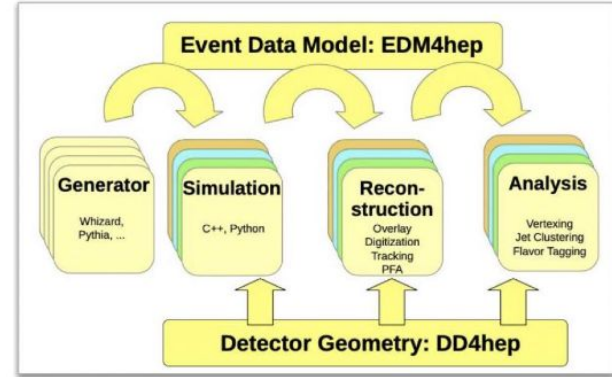 Event Data Model: EDM4hep
Generator
Whizard,
Pythia, ...
Simulation
C++, Python
Recon-
struction
Overlay
Digitization
Tracking
PFA
Analysis
Vertexing
Jet Clustering
Flavor Tagging
Detector Geometry: DD4hep